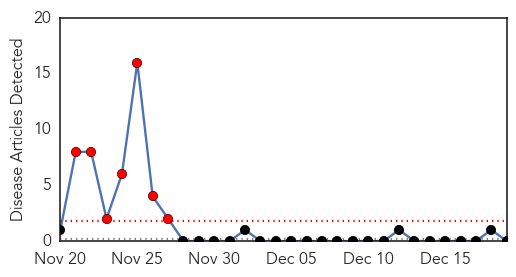 Disease Articles Detected
20
15
10
5
0
Nov 20
Nov 25
Nov 30
Dec 05
Dec 10
Dec 15